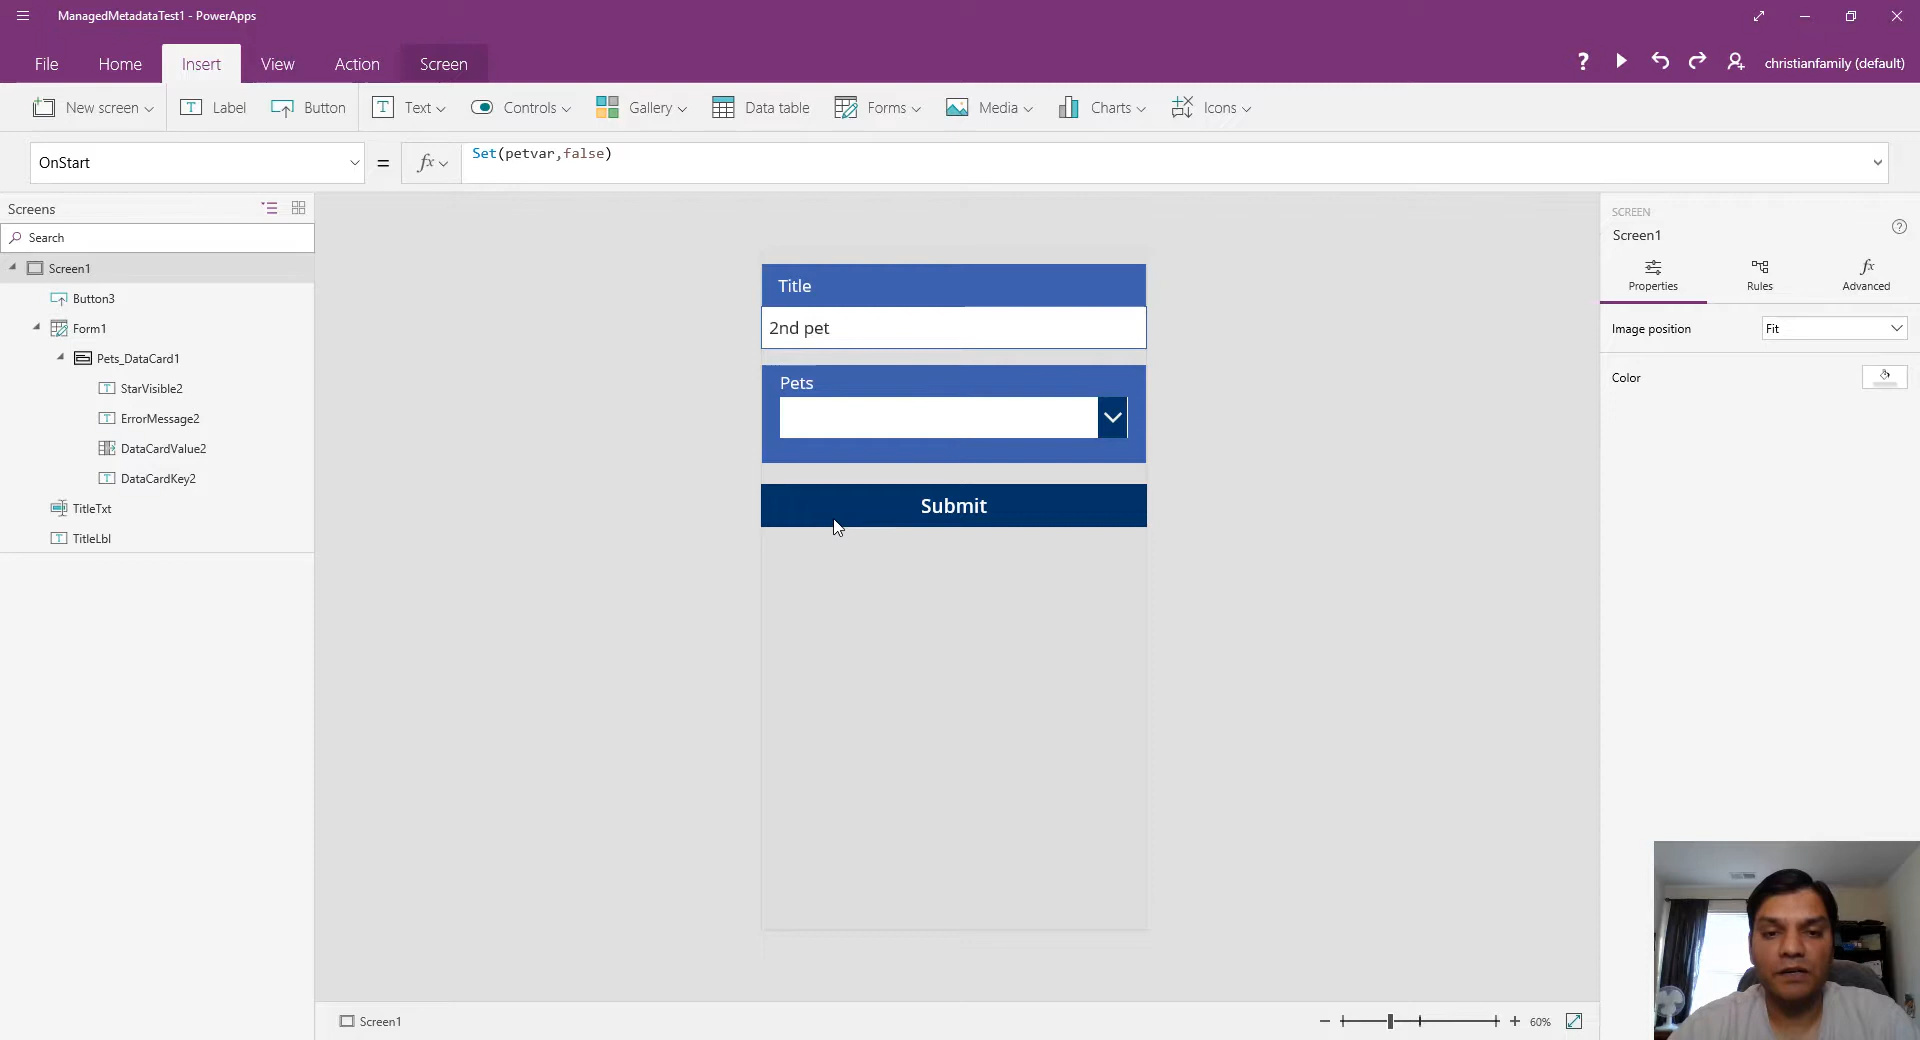 ManagedMetadataTest1 - PowerApps
File Home Insert View Action Screen
? christianfamily (default)
New screen Label Button Text Controls Gallery Data table Forms Media Charts Icons
OnStart = fx Set(petvar,false)
Screens
Search
Screen1
Button3
Form1
Pets_DataCard1
StarVisible2
ErrorMessage2
DataCardValue2
DataCardKey2
TitleTxt
TitleLbl
Title
2nd pet
Pets
Submit
SCREEN
Screen1
Properties Rules Advanced
Image position Fit
Color
Screen1
60%